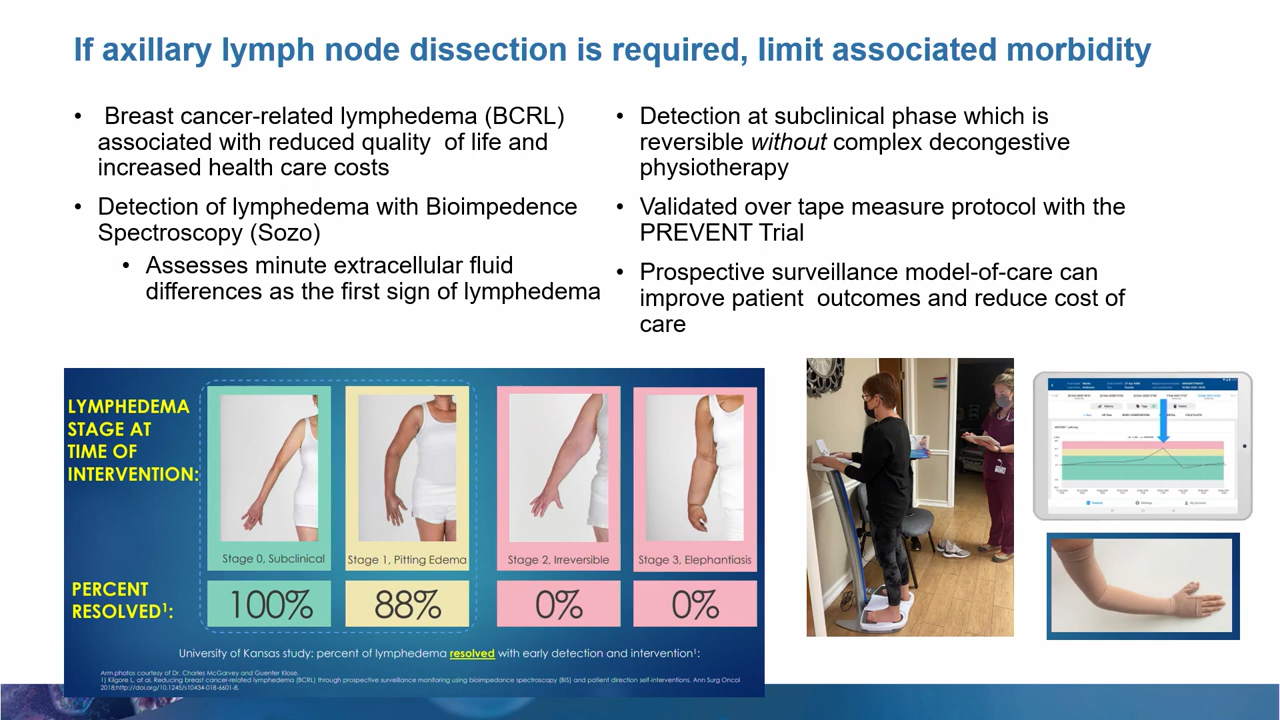 If axillary lymph node dissection is required, limit associated morbidity
• Breast cancer-related lymphedema (BCRL)
associated with reduced quality of life and
increased health care costs
• Detection of lymphedema with Bioimpedence
Spectroscopy (Sozo)
• Assesses minute extracellular fluid
differences as the first sign of lymphedema
• Detection at subclinical phase which is
reversible without complex decongestive
physiotherapy
• Validated over tape measure protocol with the
PREVENT Trial
• Prospective surveillance model-of-care can
improve patient outcomes and reduce cost of
care
LYMPHEDEMA
STAGE AT
TIME OF
INTERVENTION:
Stage 0, Subclinical
Stage 1, Pitting Edema
Stage 2, Irreversible
Stage 3, Elephantiasis
PERCENT
RESOLVED1:
100%
88%
0%
0%
University of Kansas study: percent of lymphedema resolved with early detection and intervention1:
Arm photos courtesy of Dr. Charles McGarvey and Guenter Klose.
1) Kilgore L, at al. Reducing breast cancer-related lymphedema (BCRL) through prospective surveillance monitoring using bioimpedance spectroscopy (BIS) and patient direction self-interventions. Ann Surg Oncol
2018;http://doi.org/10.1245/s10434-018-6601-8.